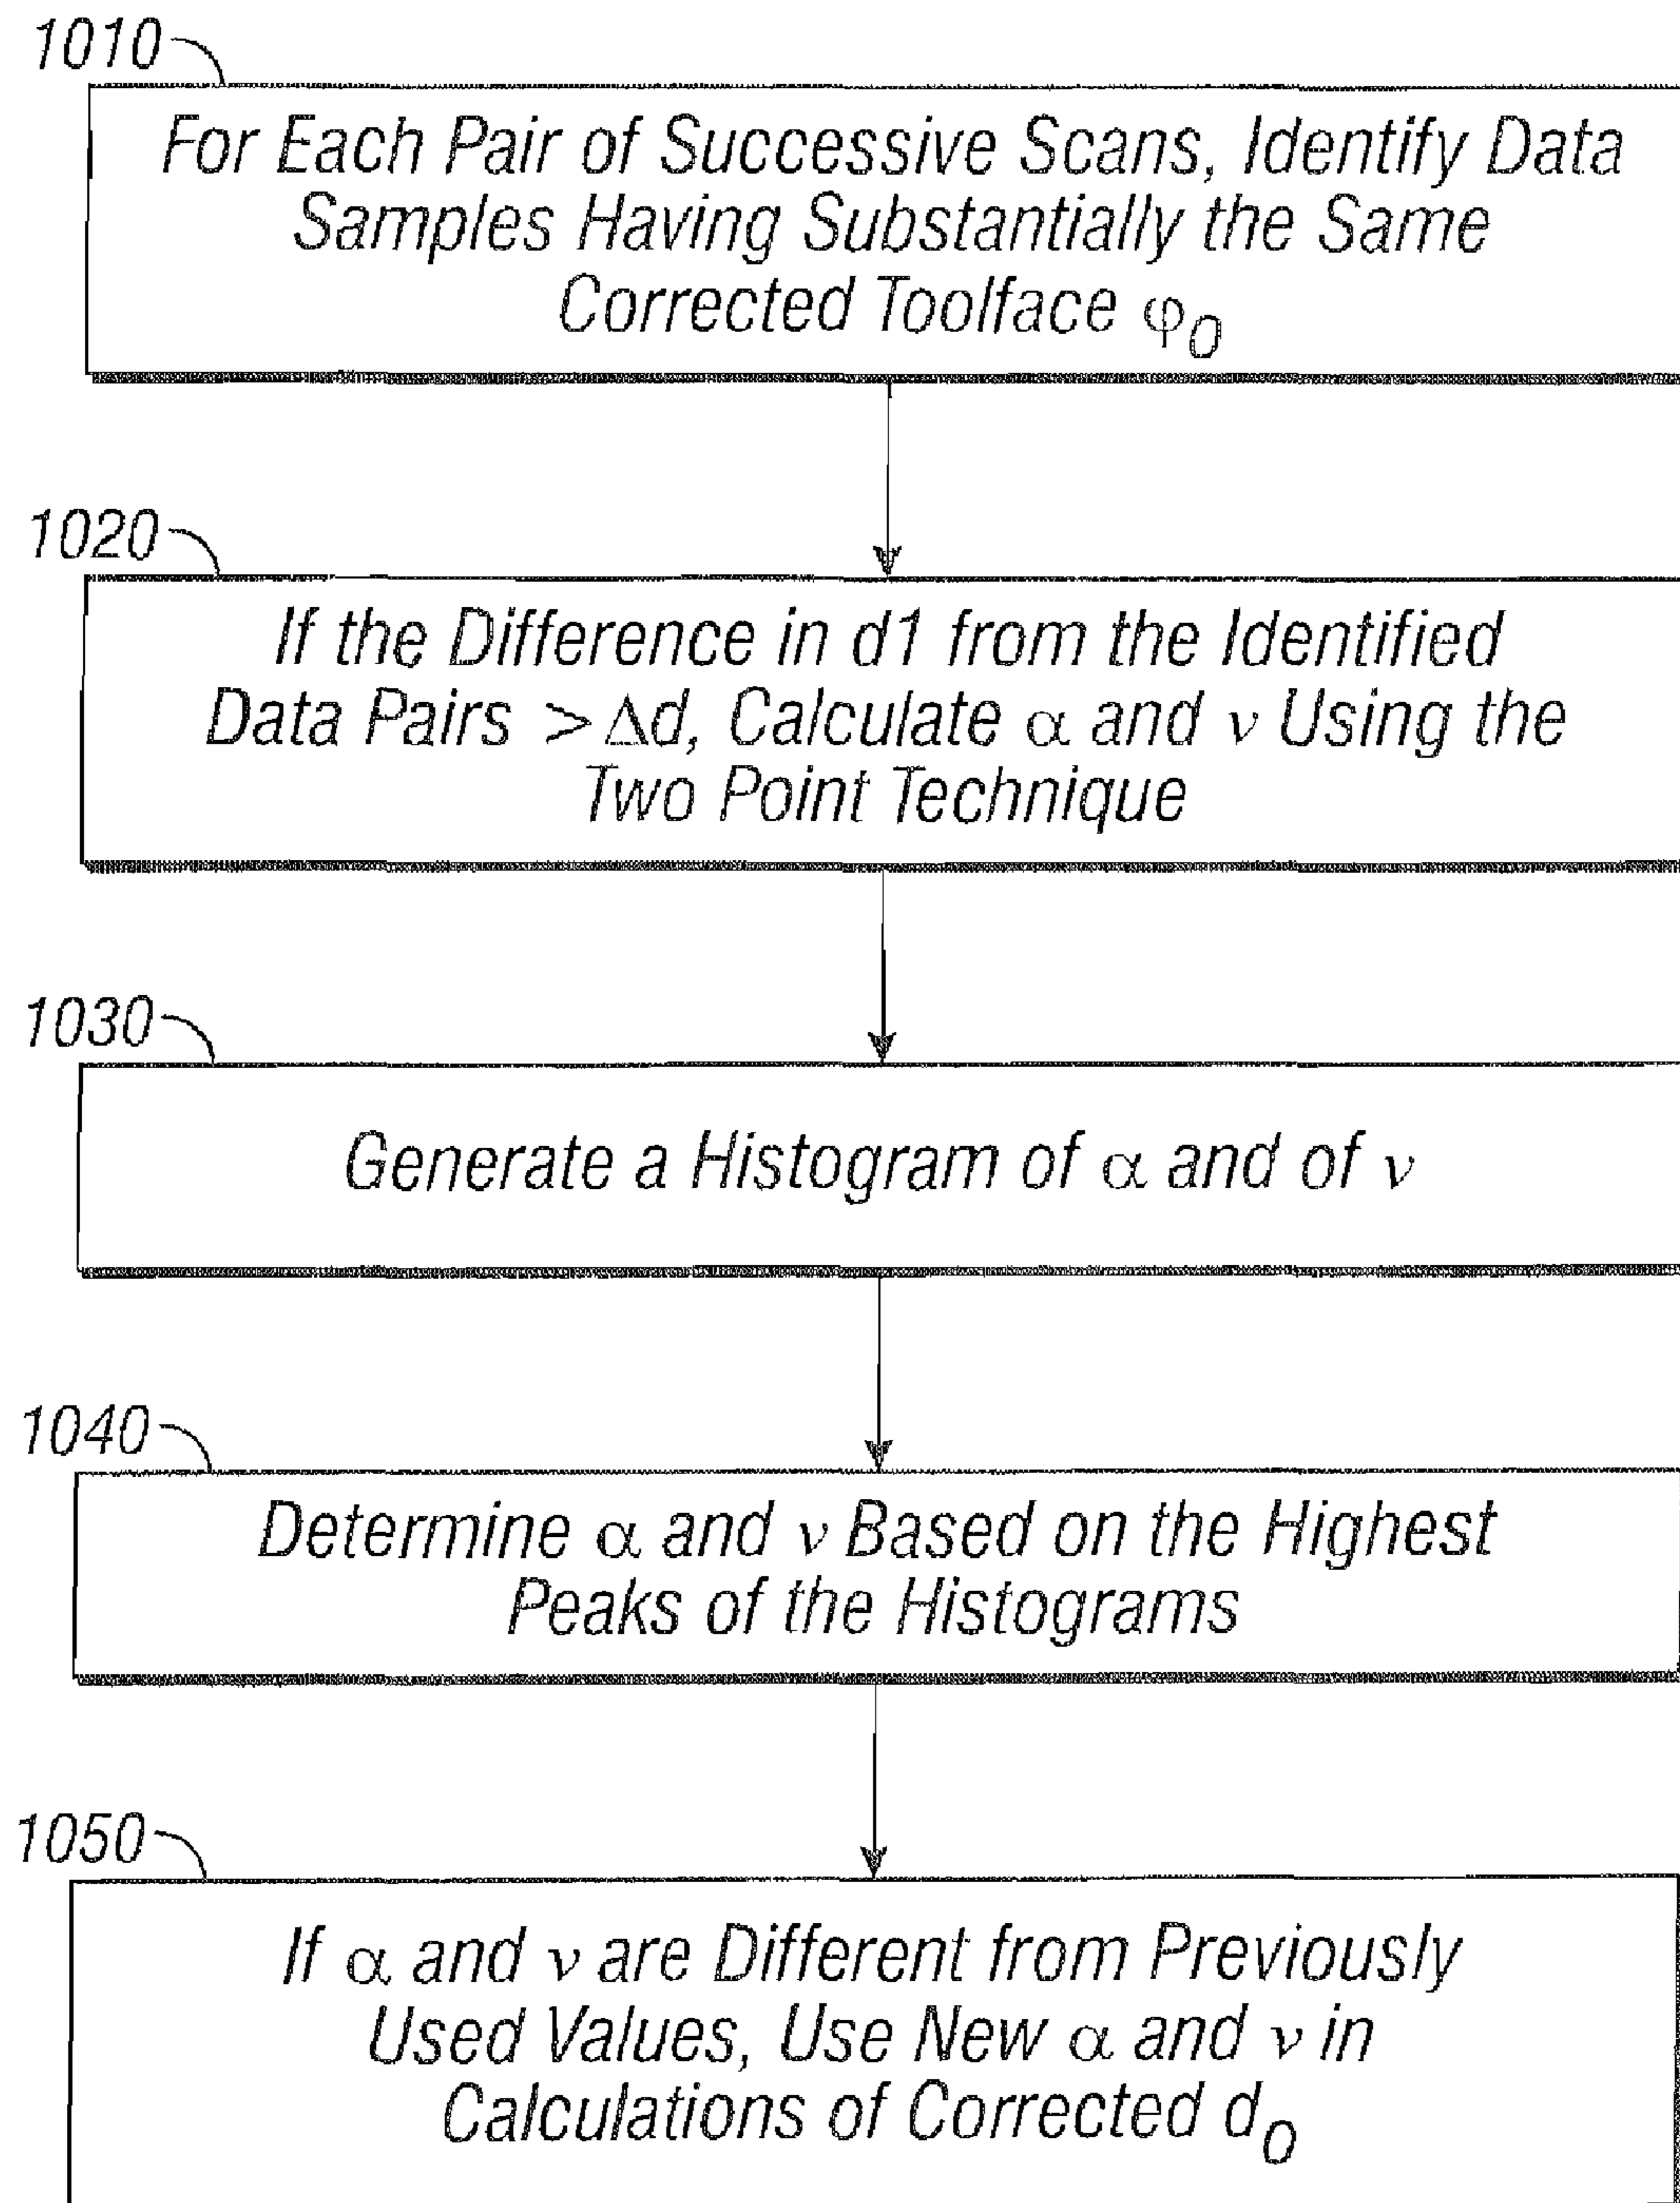 1010
For Each Pair of Successive Scans, Identify Data
Samples Having Substantially the Same
Corrected Toolface φ₀
1020
If the Difference in d1 from the Identified
Data Pairs > Δd, Calculate α and ν Using the
Two Point Technique
1030
Generate a Histogram of α and of ν
1040
Determine α and ν Based on the Highest
Peaks of the Histograms
1050
If α and ν are Different from Previously
Used Values, Use New α and ν in
Calculations of Corrected d₀